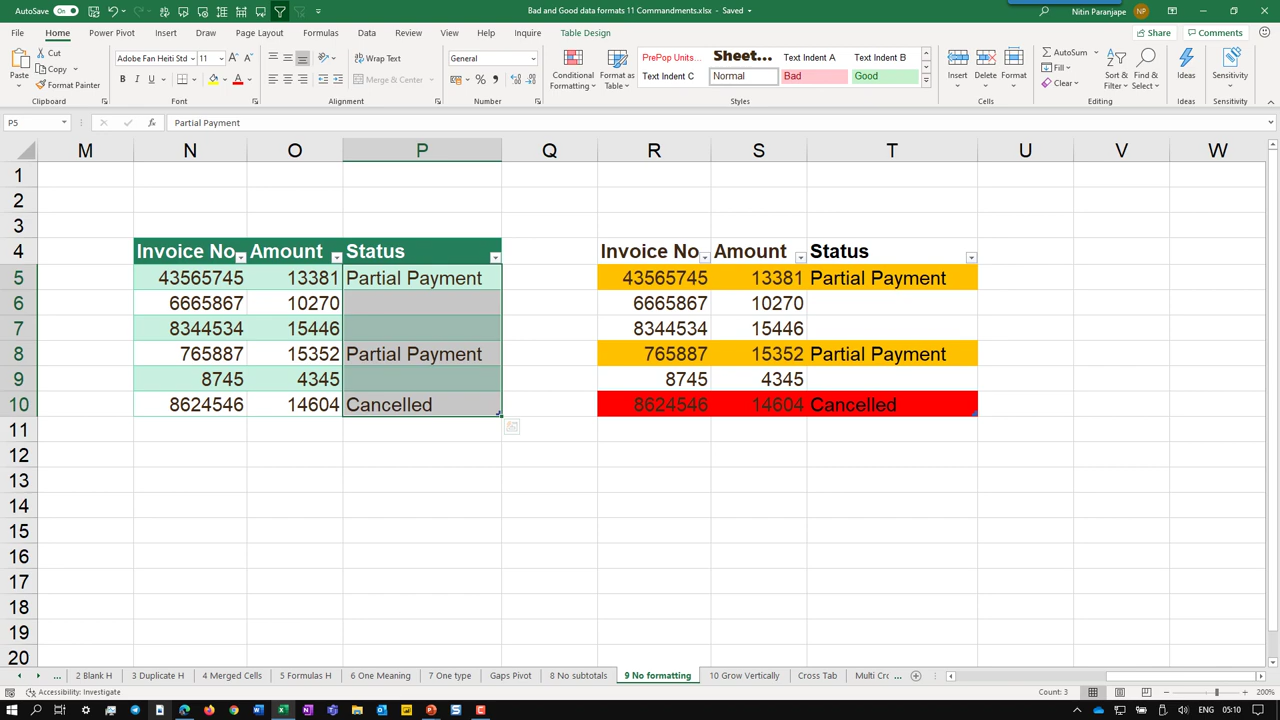 AutoSave On
Bad and Good data formats 11 Commandments.xlsx - Saved
Nitin Paranjape NP
File Home Power Pivot Insert Draw Page Layout Formulas Data Review View Help Inquire Table Design Share Comments
Paste Cut Copy Format Painter Clipboard
Adobe Fan Heiti Std 11 B I U Font
Wrap Text Merge & Center Alignment
General % Number
Conditional Formatting Format as Table
PrePop Units... Sheet... Text Indent A Text Indent B
Text Indent C Normal Bad Good
Styles
Insert Delete Format Cells
AutoSum Fill Clear Sort & Filter Find & Select Editing
Ideas Ideas
Sensitivity Sensitivity
P5 fx Partial Payment
M N O P Q R S T U V W
1
2
3
4 Invoice No Amount Status Invoice No Amount Status
5 43565745 13381 Partial Payment 43565745 13381 Partial Payment
6 6665867 10270 6665867 10270
7 8344534 15446 8344534 15446
8 765887 15352 Partial Payment 765887 15352 Partial Payment
9 8745 4345 8745 4345
10 8624546 14604 Cancelled 8624546 14604 Cancelled
11
12
13
14
15
16
17
18
19
20
... 2 Blank H 3 Duplicate H 4 Merged Cells 5 Formulas H 6 One Meaning 7 One type Gaps Pivot 8 No subtotals 9 No formatting 10 Grow Vertically Cross Tab Multi Crc ...
Accessibility: Investigate Count: 3 200%
ENG 05:10